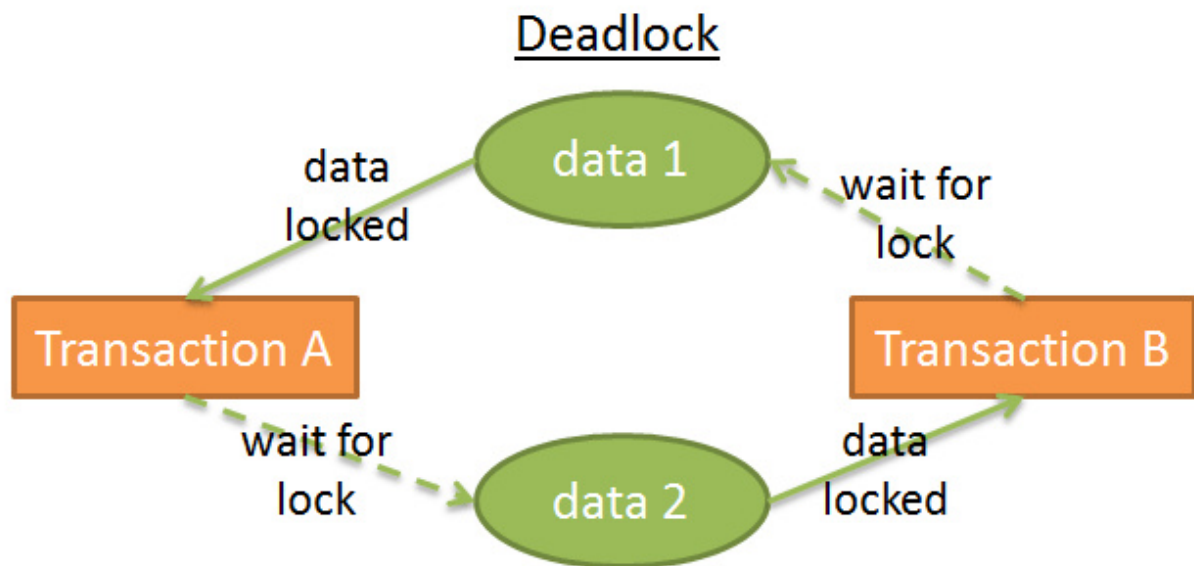 Deadlock
data 1
data
locked
wait for
lock
Transaction A
Transaction B
wait for
lock
data 2
data
locked